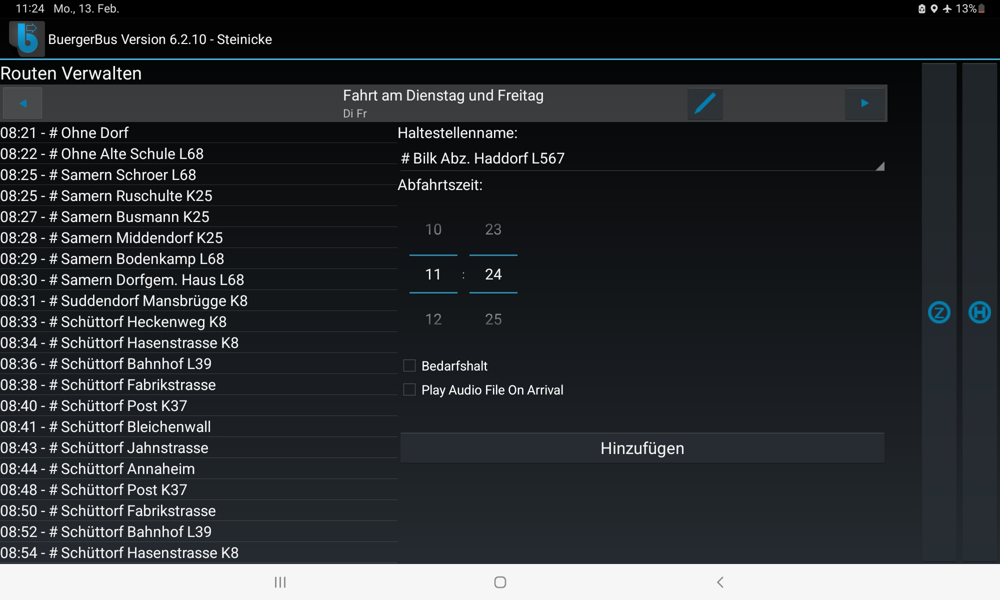 11:24 Mo., 13. Feb.
13%
BuergerBus Version 6.2.10 - Steinicke
Routen Verwalten
Fahrt am Dienstag und Freitag
Di Fr
08:21 - # Ohne Dorf
08:22 - # Ohne Alte Schule L68
08:25 - # Samern Schroer L68
08:25 - # Samern Ruschulte K25
08:27 - # Samern Busmann K25
08:28 - # Samern Middendorf K25
08:29 - # Samern Bodenkamp L68
08:30 - # Samern Dorfgem. Haus L68
08:31 - # Suddendorf Mansbrügge K8
08:33 - # Schüttorf Heckenweg K8
08:34 - # Schüttorf Hasenstrasse K8
08:36 - # Schüttorf Bahnhof L39
08:38 - # Schüttorf Fabrikstrasse
08:40 - # Schüttorf Post K37
08:41 - # Schüttorf Bleichenwall
08:43 - # Schüttorf Jahnstrasse
08:44 - # Schüttorf Annaheim
08:48 - # Schüttorf Post K37
08:50 - # Schüttorf Fabrikstrasse
08:52 - # Schüttorf Bahnhof L39
08:54 - # Schüttorf Hasenstrasse K8
Haltestellenname:
# Bilk Abz. Haddorf L567
Abfahrtszeit:
10 23
11 : 24
12 25
Bedarfshalt
Play Audio File On Arrival
Hinzufügen
Z H